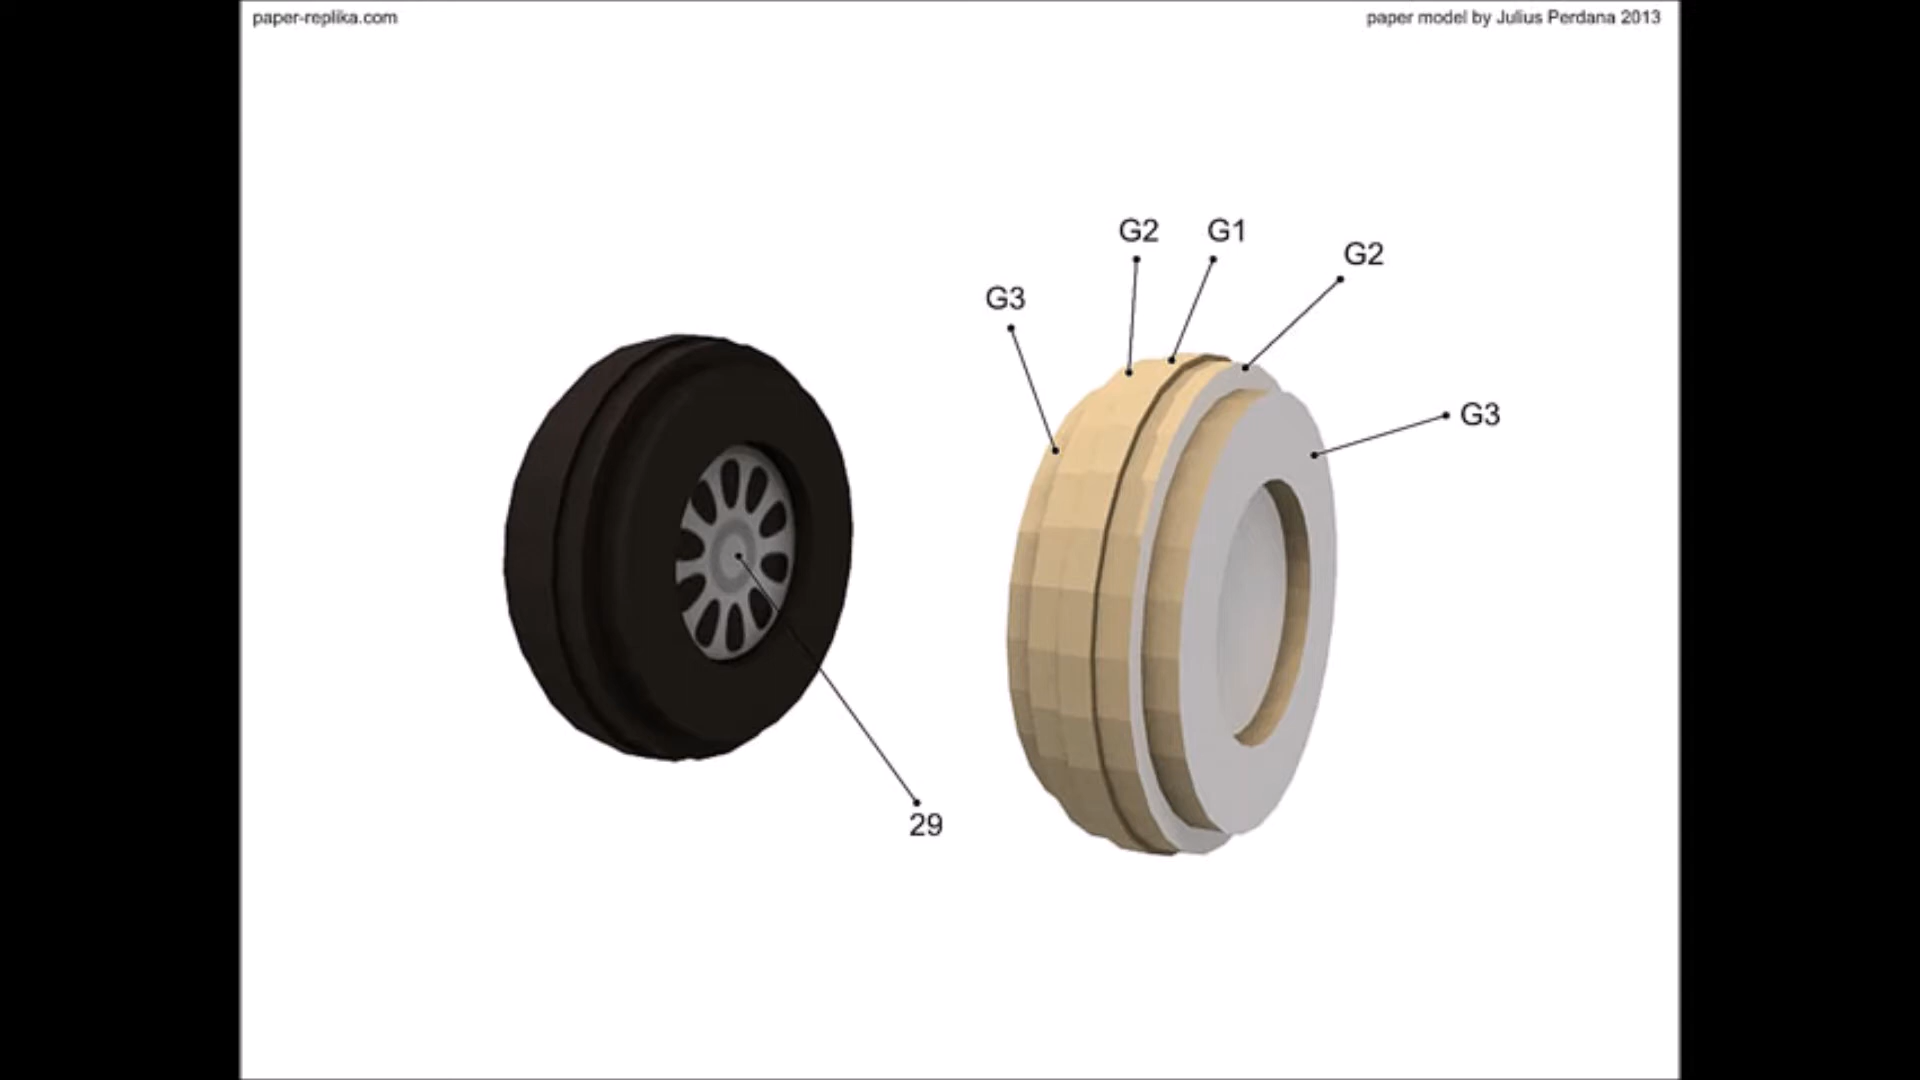 paper-replika.com
paper model by Julius Perdana 2013
G2
G1
G2
G3
G3
29